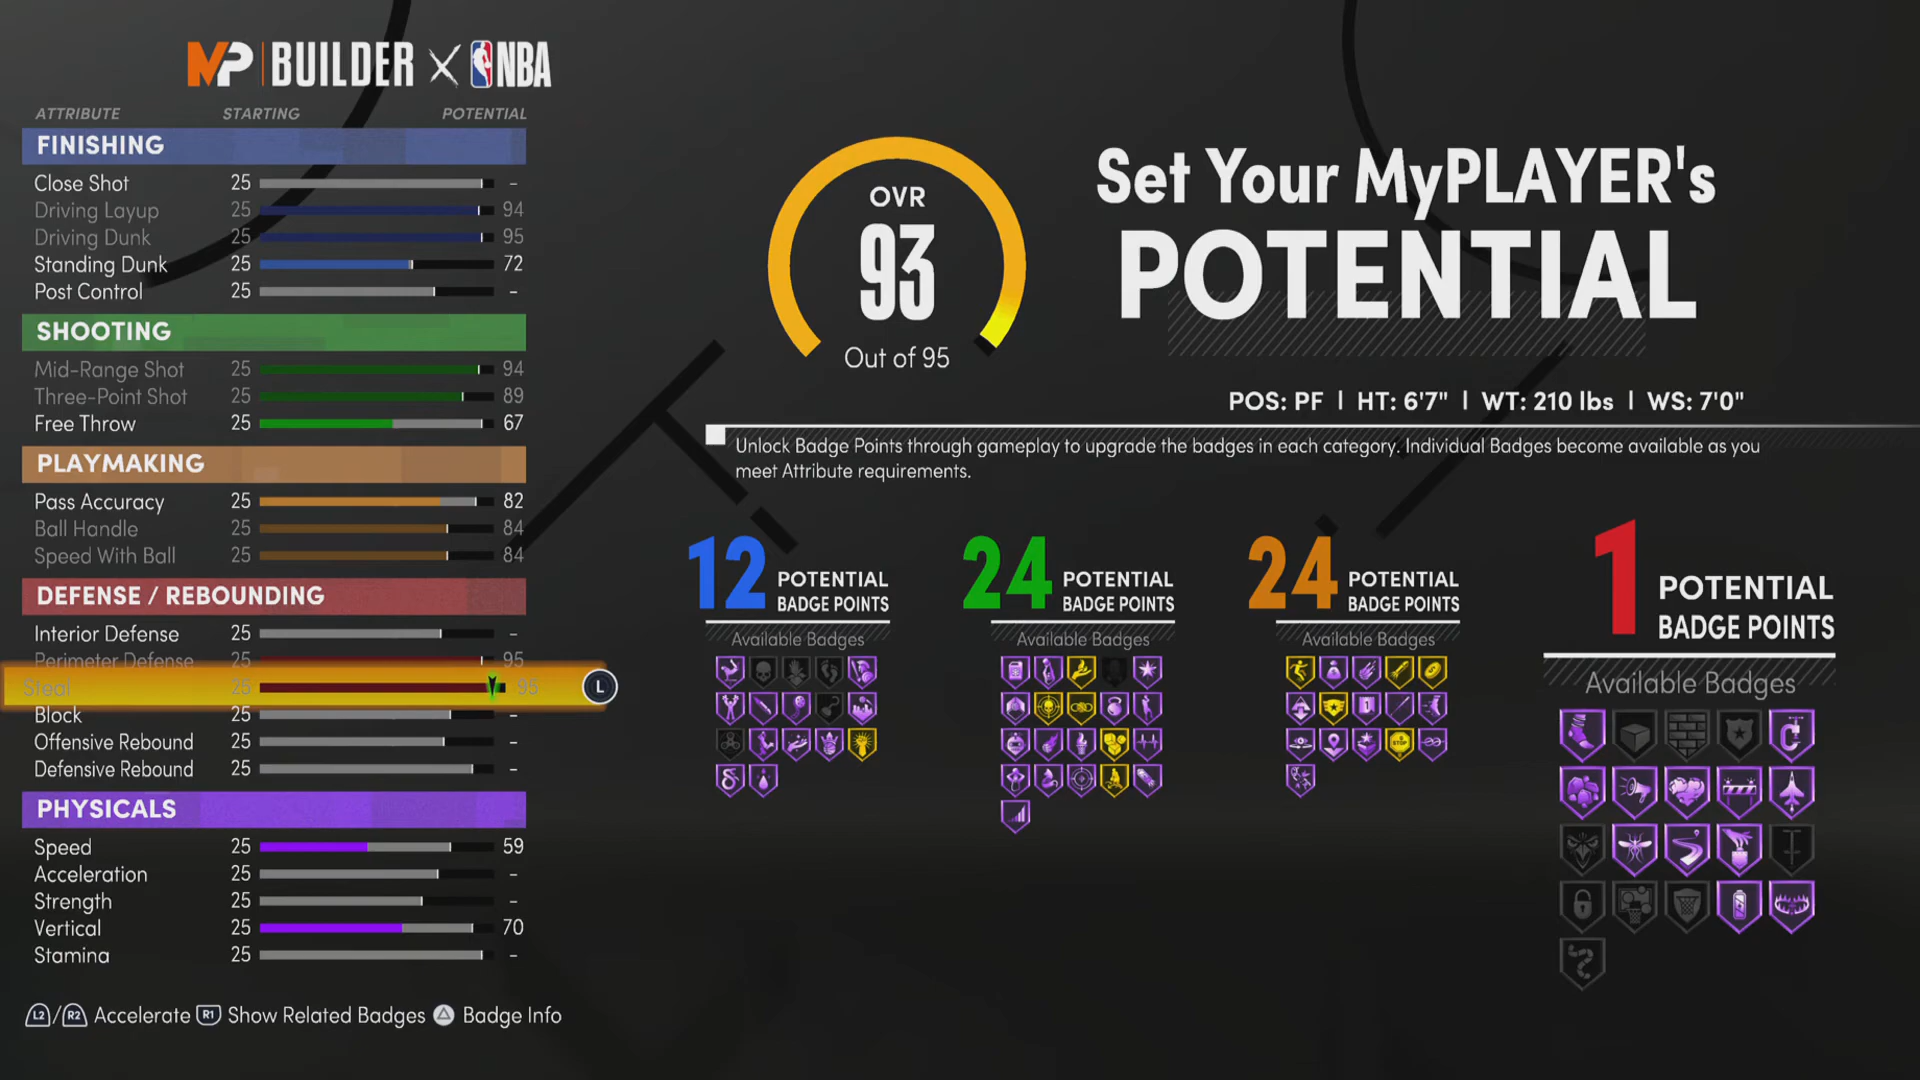 MP | BUILDER X NBA
ATTRIBUTE STARTING POTENTIAL
FINISHING
Close Shot 25 -
Driving Layup 25 94
Driving Dunk 25 95
Standing Dunk 25 72
Post Control 25 -
SHOOTING
Mid-Range Shot 25 94
Three-Point Shot 25 89
Free Throw 25 67
PLAYMAKING
Pass Accuracy 25 82
Ball Handle 25 84
Speed With Ball 25 84
DEFENSE / REBOUNDING
Interior Defense 25 -
Perimeter Defense 25 95
Steal 25 95 L
Block 25 -
Offensive Rebound 25 -
Defensive Rebound 25 -
PHYSICALS
Speed 25 59
Acceleration 25 -
Strength 25 -
Vertical 25 70
Stamina 25 -
L2/R2 Accelerate R1 Show Related Badges Badge Info
OVR
93
Out of 95
Set Your MyPLAYER's
POTENTIAL
POS: PF | HT: 6'7" | WT: 210 lbs | WS: 7'0"
Unlock Badge Points through gameplay to upgrade the badges in each category. Individual Badges become available as you
meet Attribute requirements.
12 POTENTIAL
BADGE POINTS
Available Badges
24 POTENTIAL
BADGE POINTS
Available Badges
24 POTENTIAL
BADGE POINTS
Available Badges
STOP
1 POTENTIAL
BADGE POINTS
Available Badges